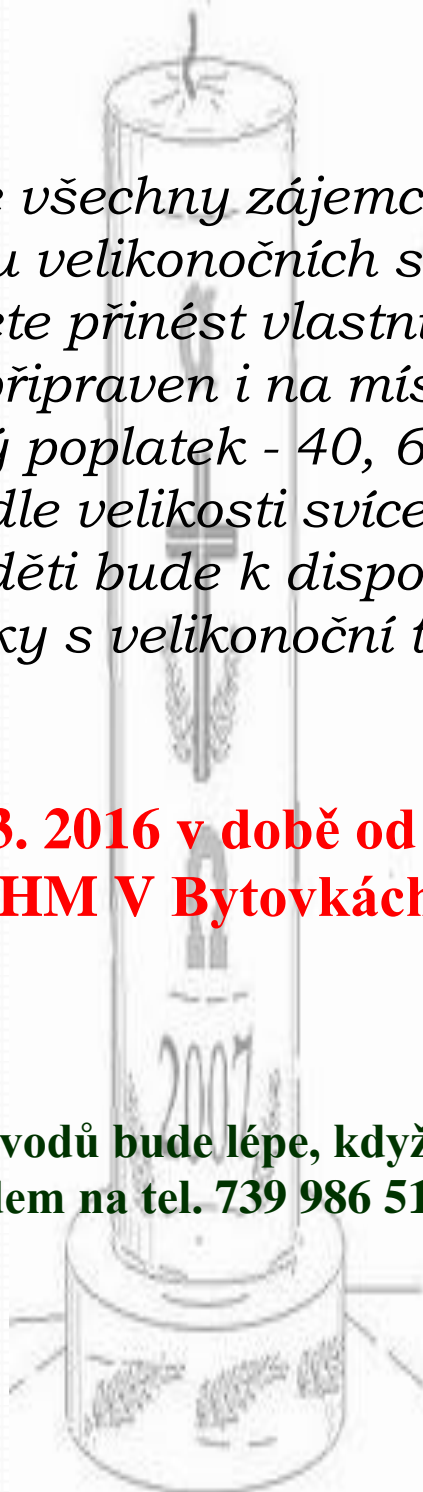 e všechny zájemc
u velikonočních s
ete přinést vlastní
připraven i na mís
ý poplatek - 40, 6
dle velikosti svíce
děti bude k dispo
ky s velikonoční t
3. 2016 v době od
HM V Bytovkách
vodů bude lépe, když
lem na tel. 739 986 51
α
Ω
2007